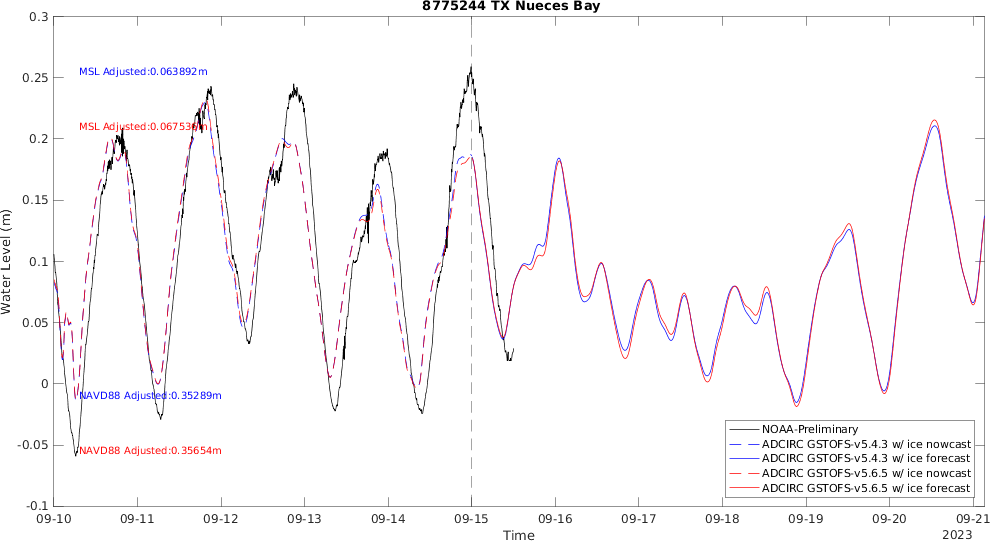 8775244 TX Nueces Bay
0.3
0.25
0.2
0.15
0.1
0.05
0
-0.05
-0.1
Water Level (m)
MSL Adjusted:0.063892m
MSL Adjusted:0.067536m
NAVD88 Adjusted:0.35289m
NAVD88 Adjusted:0.35654m
NOAA-Preliminary
ADCIRC GSTOFS-v5.4.3 w/ ice nowcast
ADCIRC GSTOFS-v5.4.3 w/ ice forecast
ADCIRC GSTOFS-v5.6.5 w/ ice nowcast
ADCIRC GSTOFS-v5.6.5 w/ ice forecast
09-10 09-11 09-12 09-13 09-14 09-15 09-16 09-17 09-18 09-19 09-20 09-21
Time
2023